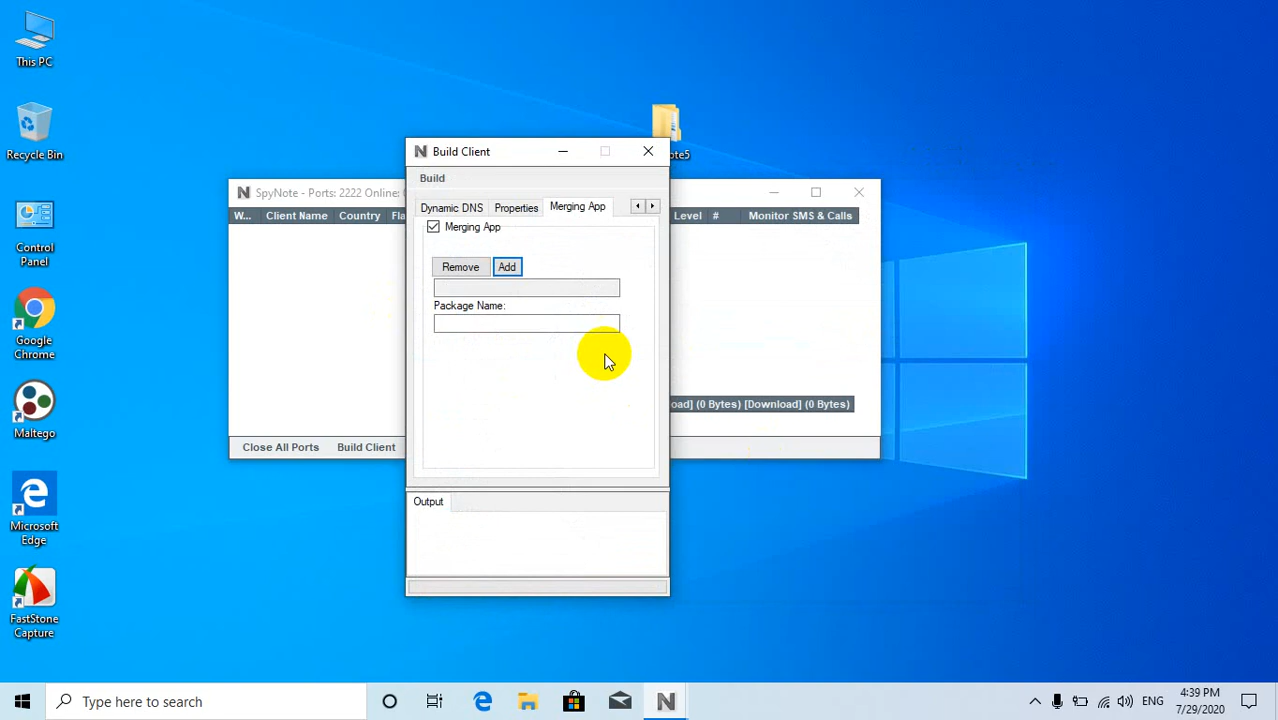 This PC
Recycle Bin
Control
Panel
Google
Chrome
Maltego
Microsoft
Edge
FastStone
Capture
ote5
SpyNote - Ports: 2222 Online:
W... Client Name Country Fla
Level # Monitor SMS & Calls
oad] (0 Bytes) [Download] (0 Bytes)
Close All Ports Build Client
Build Client
Build
Dynamic DNS Properties Merging App
Merging App
Remove Add
Package Name:
Output
Type here to search
ENG
4:39 PM
7/29/2020